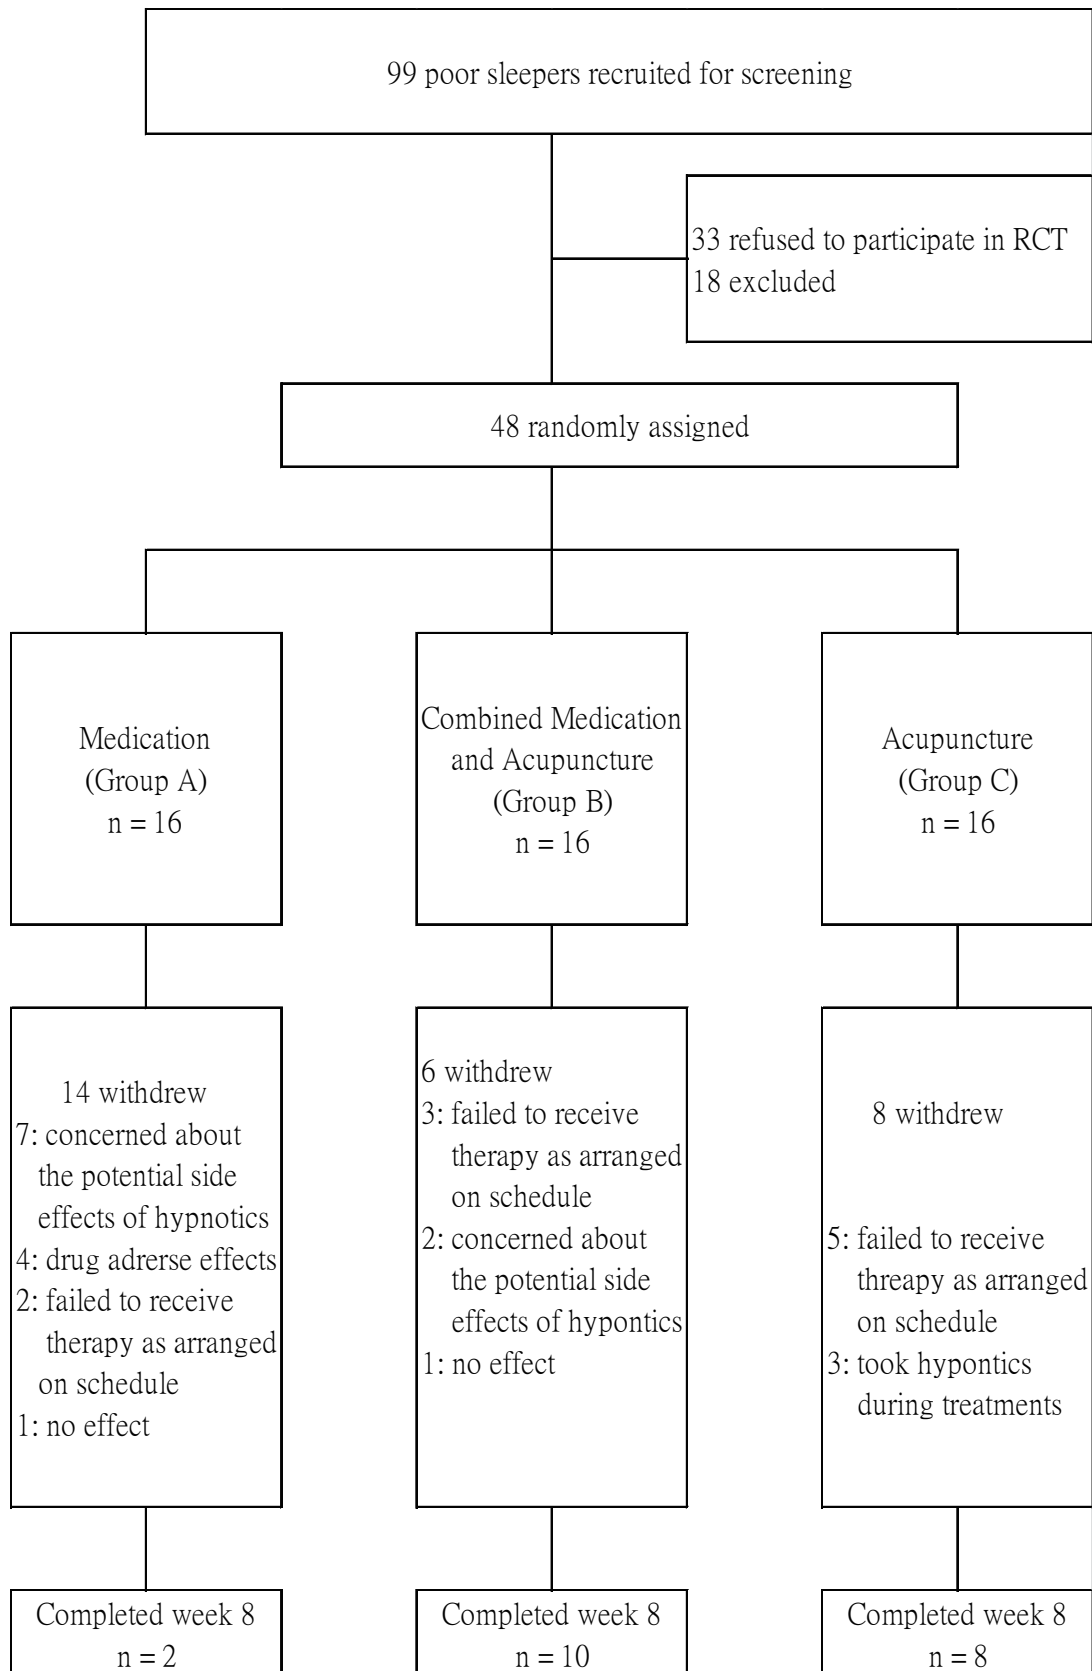 99 poor sleepers recruited for screening
33 refused to participate in RCT
18 excluded
48 randomly assigned
Medication
(Group A)
n = 16
Combined Medication
and Acupuncture
(Group B)
n = 16
Acupuncture
(Group C)
n = 16
14 withdrew
7: concerned about
the potential side
effects of hypnotics
4: drug adrerse effects
2: failed to receive
therapy as arranged
on schedule
1: no effect
6 withdrew
3: failed to receive
therapy as arranged
on schedule
2: concerned about
the potential side
effects of hypontics
1: no effect
8 withdrew
5: failed to receive
threapy as arranged
on schedule
3: took hypontics
during treatments
Completed week 8
n = 2
Completed week 8
n = 10
Completed week 8
n = 8